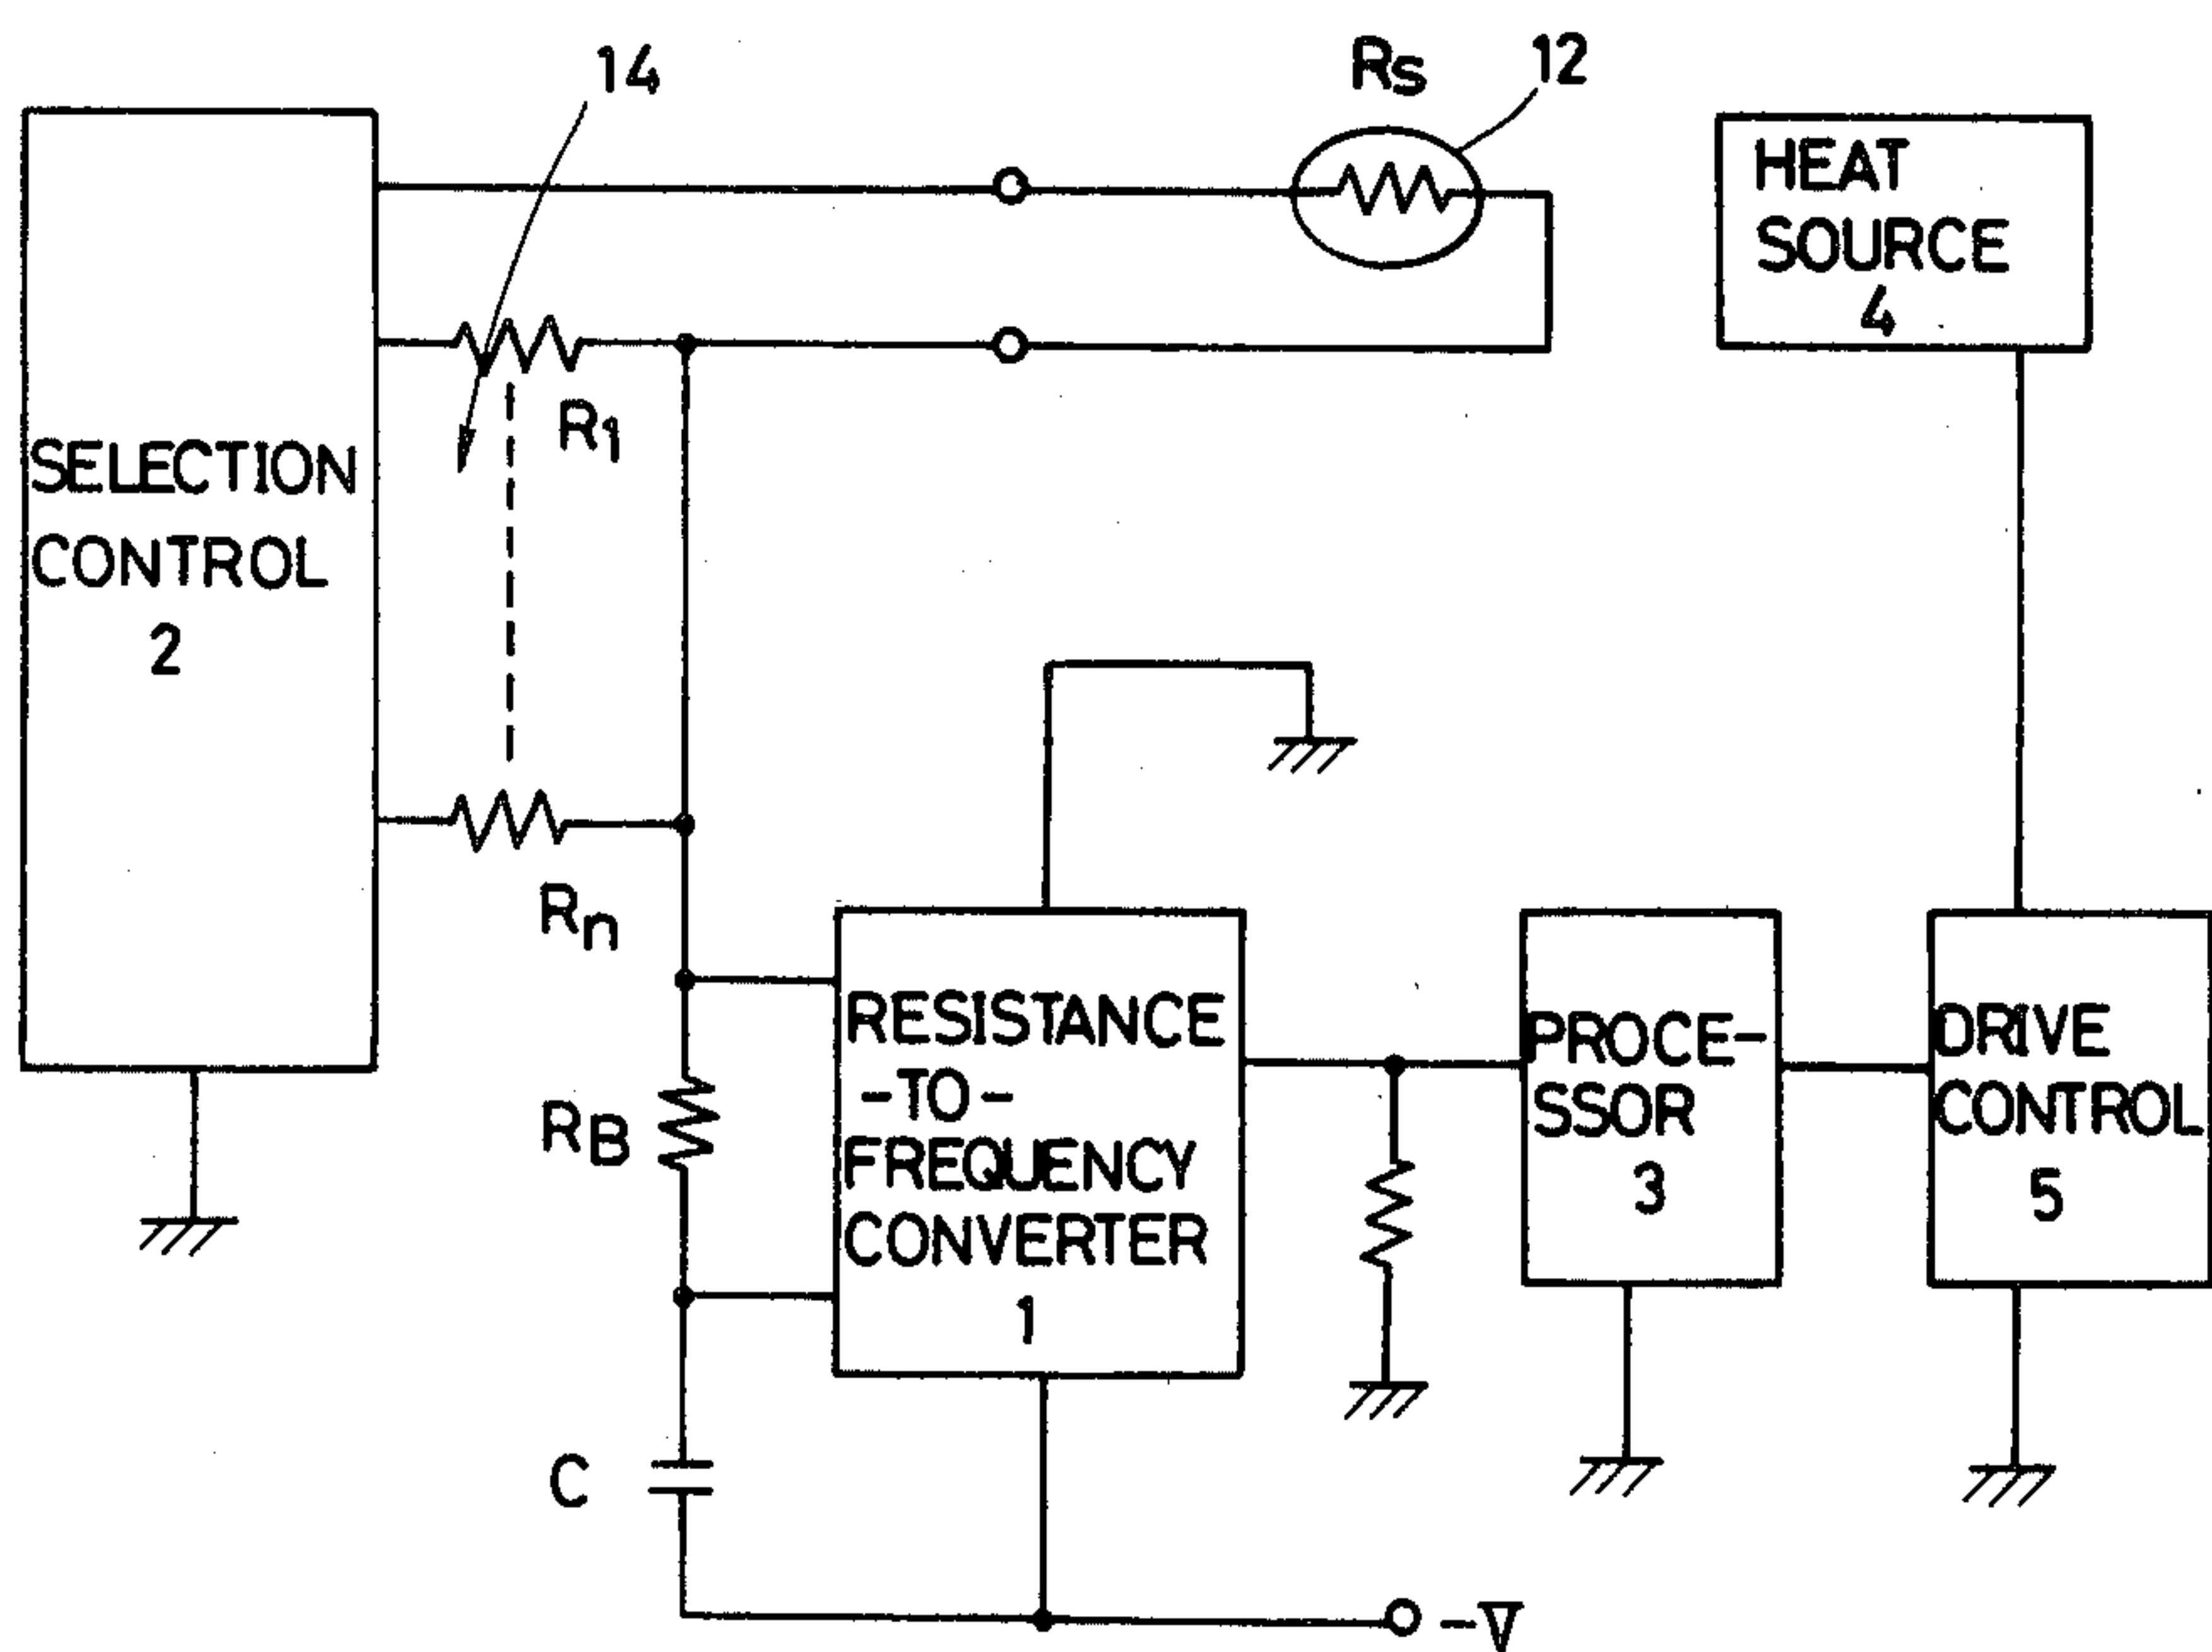 14
Rs
12
HEAT
SOURCE
4
R1
SELECTION
CONTROL
2
Rn
RESISTANCE
-TO-
FREQUENCY
CONVERTER
1
PROCE-
SSOR
3
DRIVE
CONTROL
5
RB
C
-V